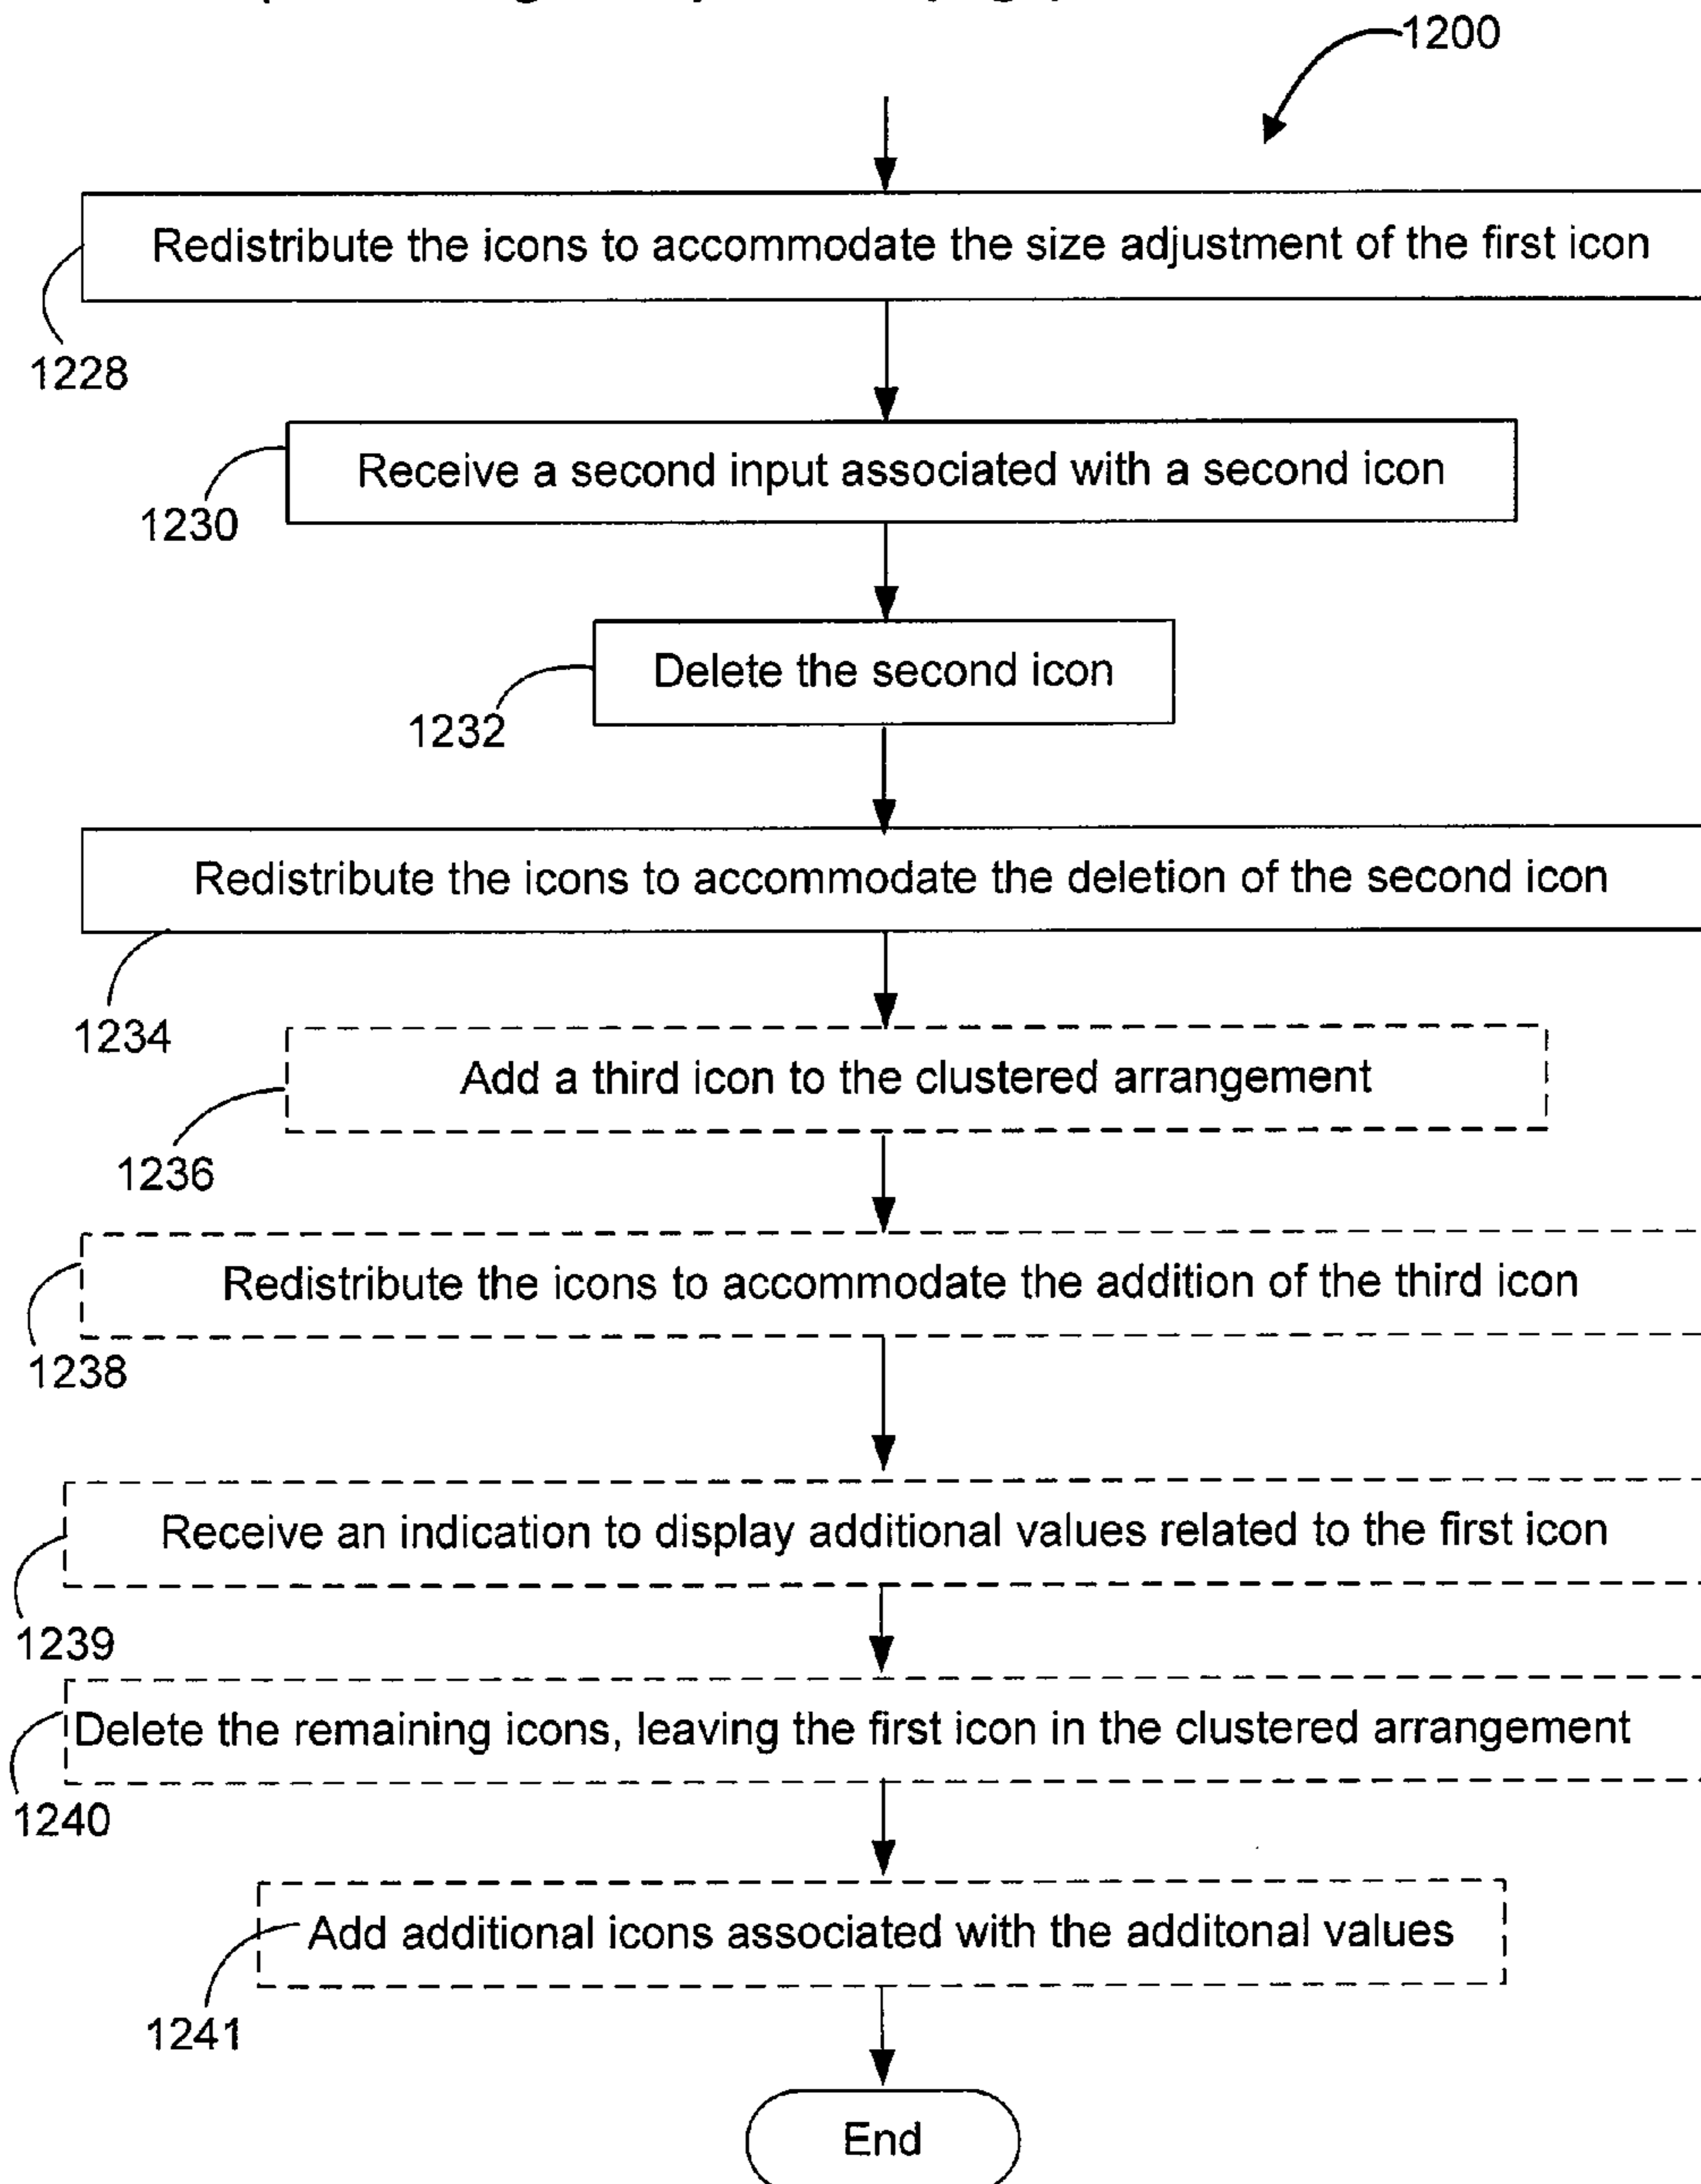 1200
Redistribute the icons to accommodate the size adjustment of the first icon
1228
Receive a second input associated with a second icon
1230
Delete the second icon
1232
Redistribute the icons to accommodate the deletion of the second icon
1234
Add a third icon to the clustered arrangement
1236
Redistribute the icons to accommodate the addition of the third icon
1238
Receive an indication to display additional values related to the first icon
1239
Delete the remaining icons, leaving the first icon in the clustered arrangement
1240
Add additional icons associated with the additonal values
1241
End